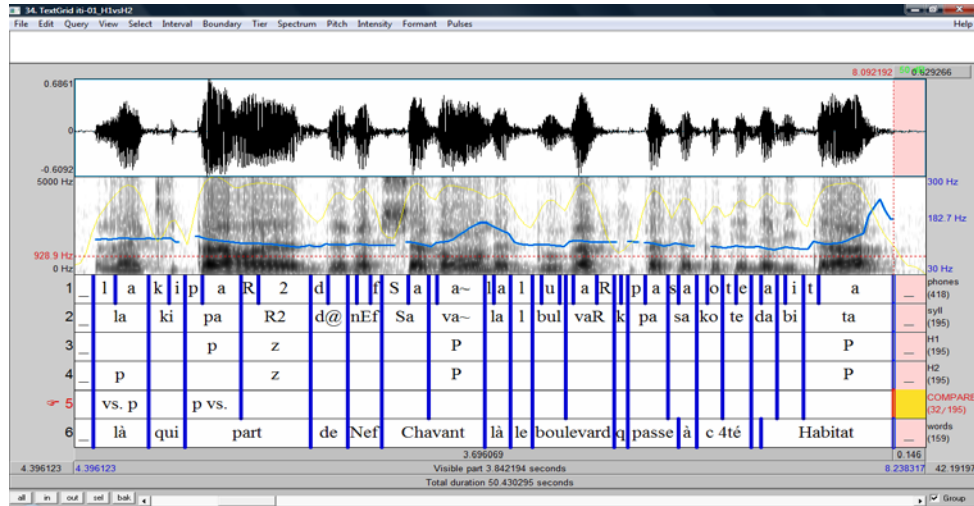 34. TextGrid iti-01_H1vsH2
File Edit Query View Select Interval Boundary Tier Spectrum Pitch Intensity Formant Pulses Help
8.092192 0.629266
0.6861
0
-0.6092
5000 Hz 300 Hz
182.7 Hz
928.9 Hz
0 Hz 30 Hz
1 _ l a k i p a R 2 d f S a a~ l a l u a R p a s a o t e a i t a _ phones (418)
2 _ la ki pa R2 d@ nEf Sa va~ la l bul vaR k pa sa ko te da bi ta _ syll (195)
3 _ p z P P _ H1 (195)
4 _ p z P P _ H2 (195)
5 vs. p p vs. COMPARE (32/195)
6 _ là qui part de Nef Chavant là le boulevard q passe à c 4té Habitat _ words (159)
3.696069 0.146
4.396123 4.396123 Visible part 3.842194 seconds 8.238317 42.19197
Total duration 50.430295 seconds
all in out sel bak Group